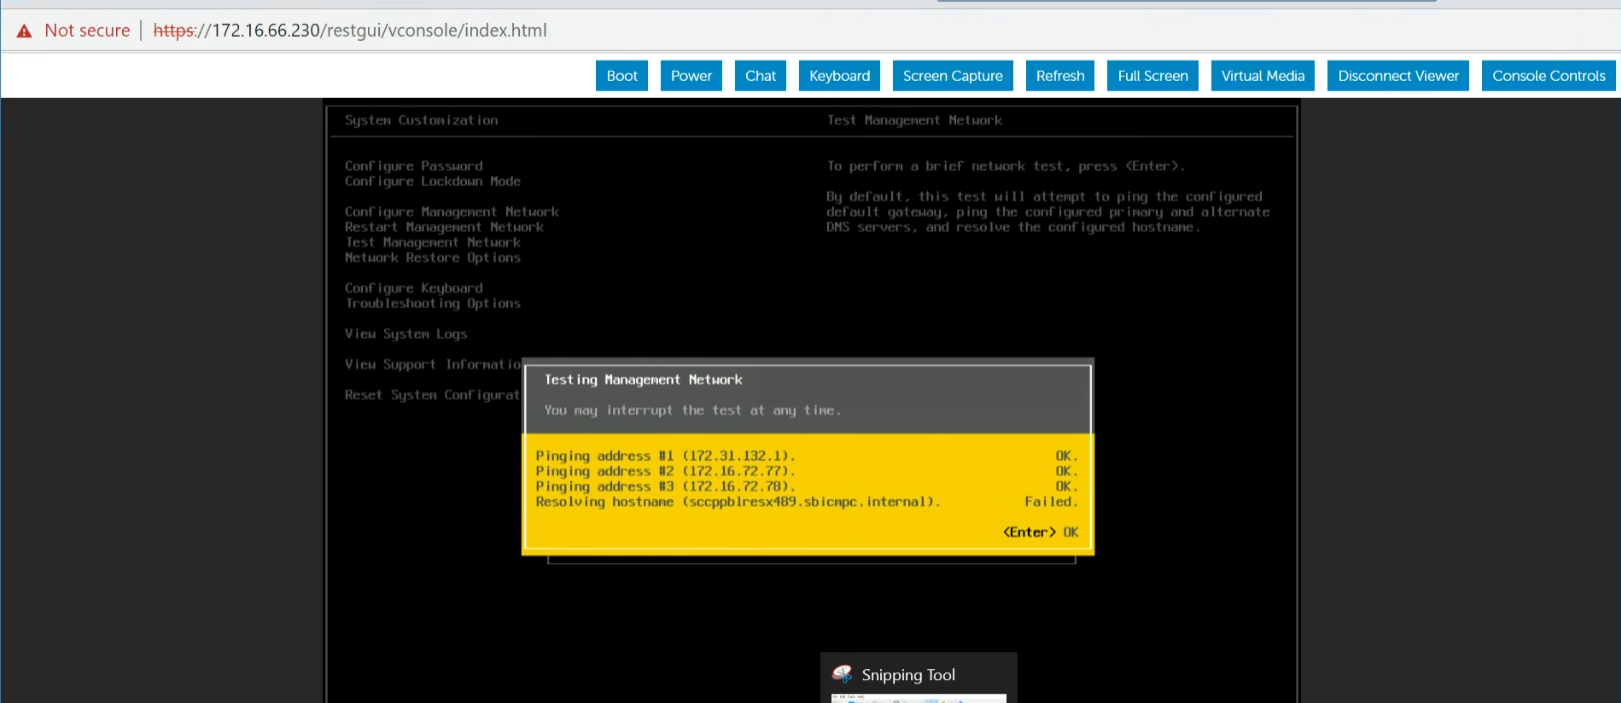 Not secure | https://172.16.66.230/restgui/vconsole/index.html
Boot Power Chat Keyboard Screen Capture Refresh Full Screen Virtual Media Disconnect Viewer Console Controls
System Customization
Configure Password
Configure Lockdown Mode
Configure Management Network
Restart Management Network
Test Management Network
Network Restore Options
Configure Keyboard
Troubleshooting Options
View System Logs
View Support Informatio
Reset System Configurat
Test Management Network
To perform a brief network test, press <Enter>.
By default, this test will attempt to ping the configured
default gateway, ping the configured primary and alternate
DNS servers, and resolve the configured hostname.
Testing Management Network
You may interrupt the test at any time.
Pinging address #1 (172.31.132.1). OK.
Pinging address #2 (172.16.72.77). OK.
Pinging address #3 (172.16.72.78). OK.
Resolving hostname (sccppblresx489.sbicmpc.internal). Failed.
<Enter> OK
Snipping Tool